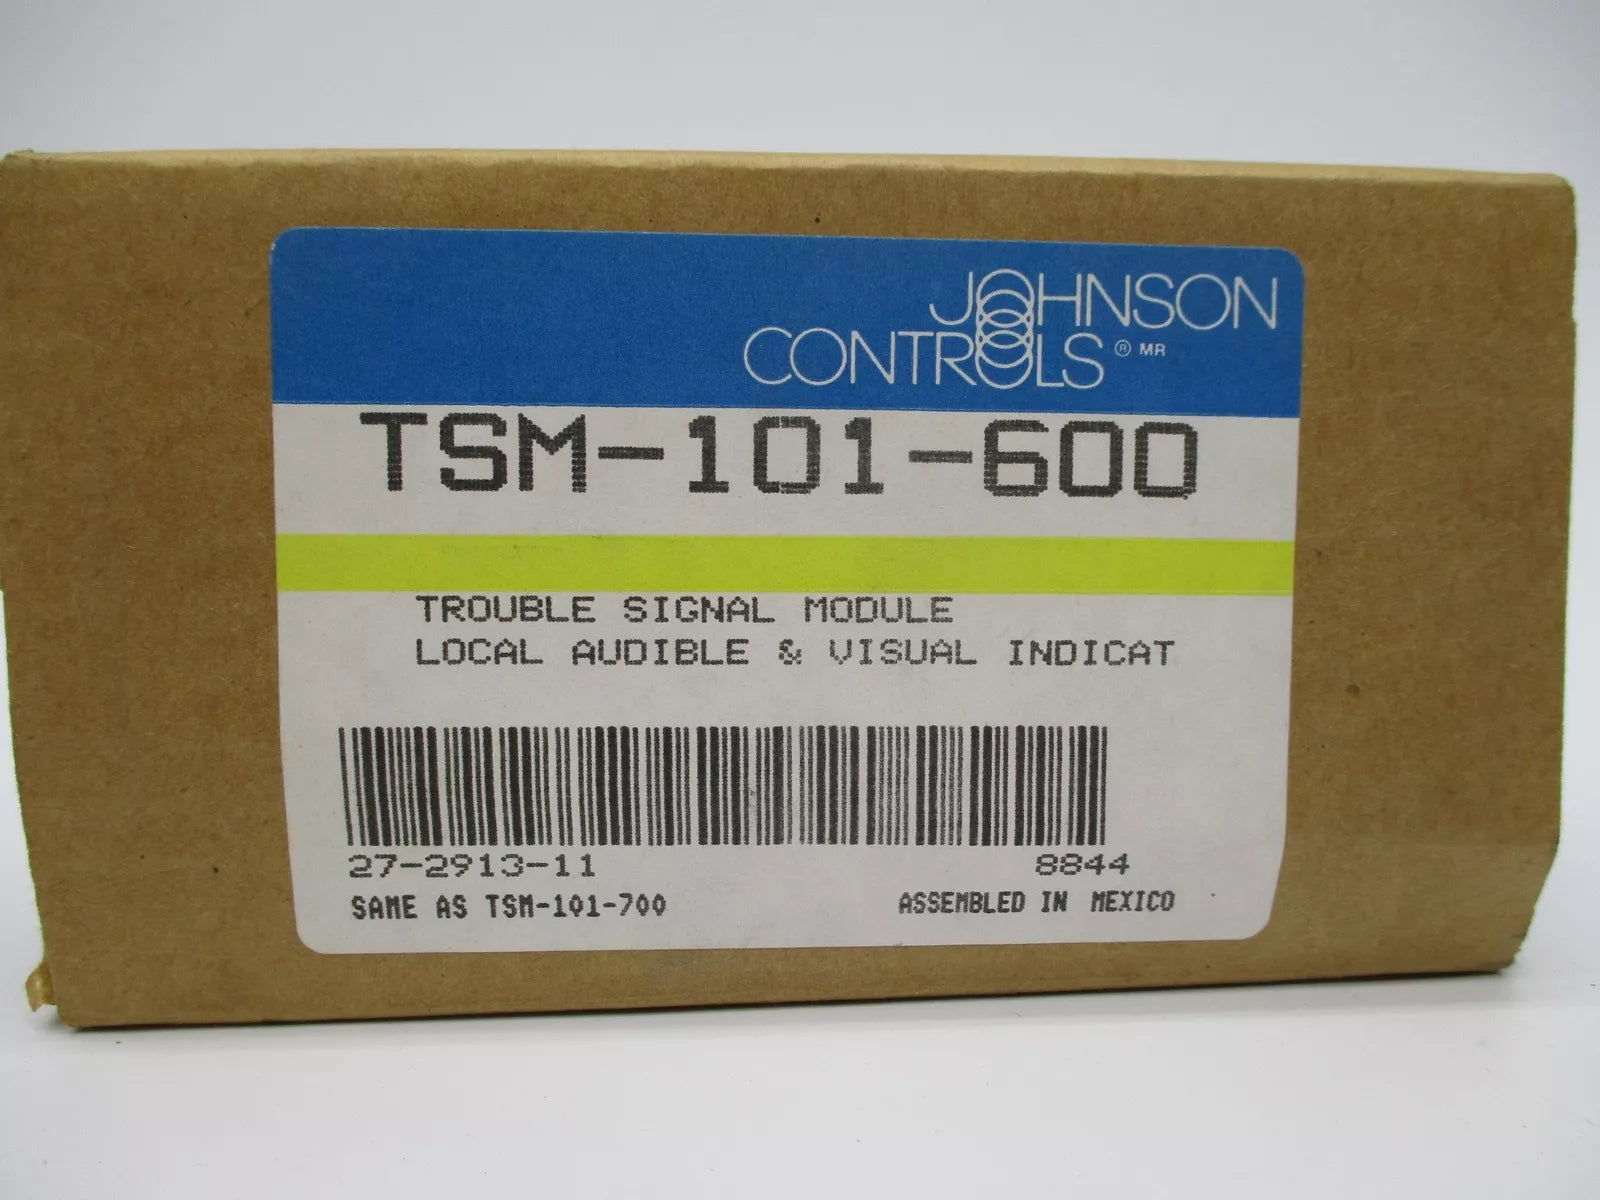 JOHNSON
CONTROLS ® MR
TSM-101-600
TROUBLE SIGNAL MODULE
LOCAL AUDIBLE & VISUAL INDICAT
27-2913-11 8844
SAME AS TSM-101-700 ASSEMBLED IN MEXICO